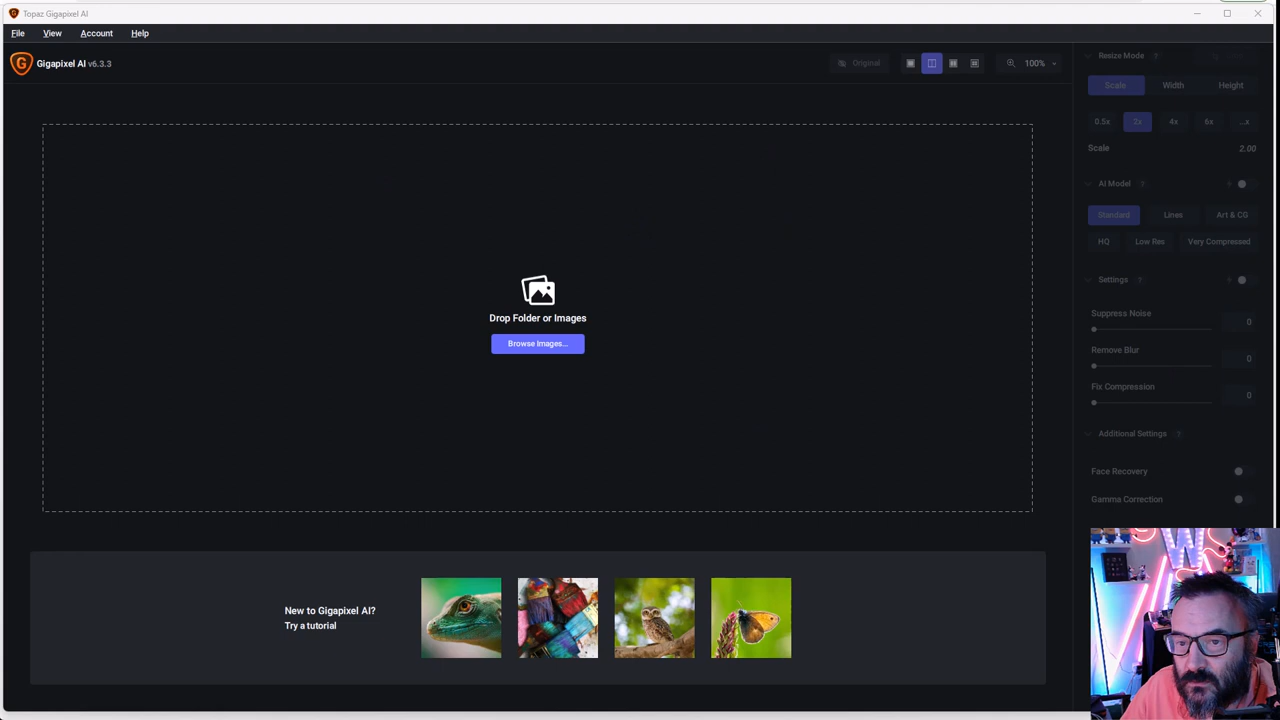 Topaz Gigapixel AI
File View Account Help
Gigapixel AI v6.3.3
Original
100%
Resize Mode ?
Scale Width Height
0.5x 2x 4x 6x ...x
Scale 2.00
AI Model ?
Standard Lines Art & CG
HQ Low Res Very Compressed
Settings ?
Suppress Noise 0
Remove Blur 0
Fix Compression 0
Additional Settings ?
Face Recovery
Gamma Correction
Drop Folder or Images
Browse Images...
New to Gigapixel AI?
Try a tutorial